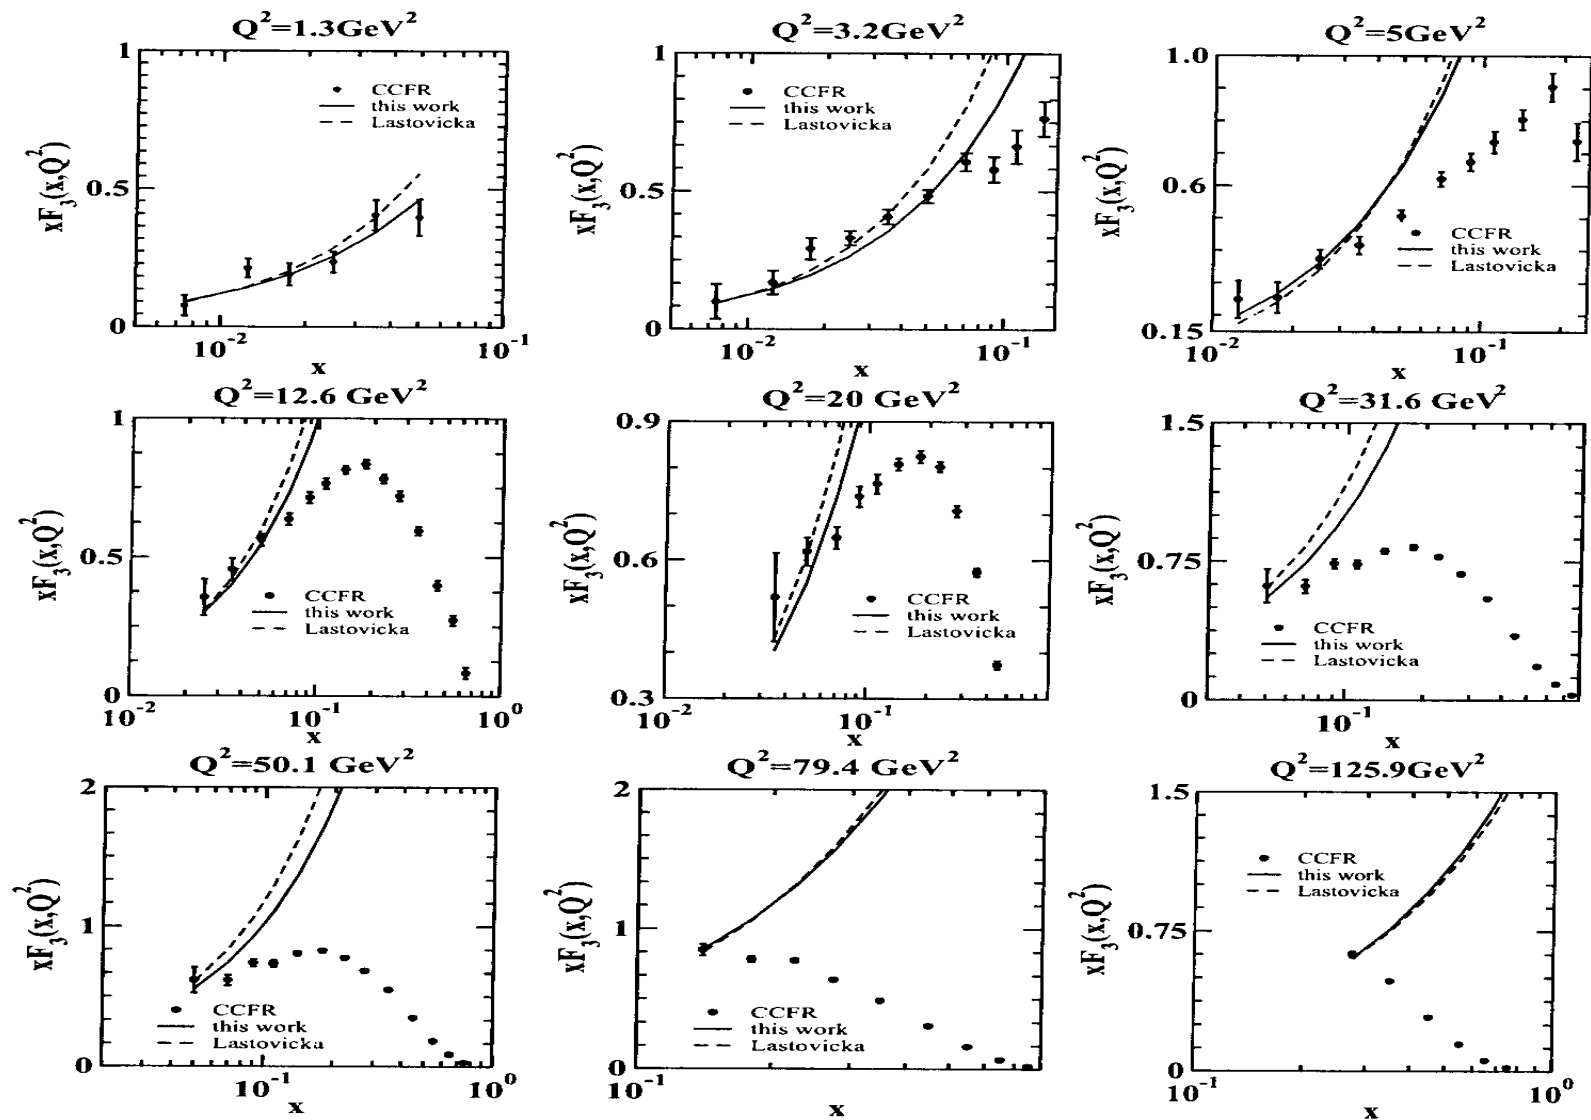 Q²=1.3GeV²
1
CCFR
this work
Lastovicka
xF₃(x,Q²)
0.5
0
10⁻²
10⁻¹
x
Q²=3.2GeV²
1
CCFR
this work
Lastovicka
xF₃(x,Q²)
0.5
0
10⁻²
10⁻¹
x
Q²=5GeV²
1.0
xF₃(x,Q²)
0.6
CCFR
this work
Lastovicka
0.15
10⁻²
10⁻¹
x
Q²=12.6 GeV²
1
xF₃(x,Q²)
0.5
CCFR
this work
Lastovicka
0
10⁻²
10⁻¹
10⁰
x
Q²=20 GeV²
0.9
xF₃(x,Q²)
0.6
CCFR
this work
Lastovicka
0.3
10⁻²
10⁻¹
x
Q²=31.6 GeV²
1.5
xF₃(x,Q²)
0.75
CCFR
this work
Lastovicka
0
10⁻¹
x
Q²=50.1 GeV²
2
xF₃(x,Q²)
1
CCFR
this work
Lastovicka
0
10⁻¹
10⁰
x
Q²=79.4 GeV²
2
xF₃(x,Q²)
1
CCFR
this work
Lastovicka
0
10⁻¹
x
Q²=125.9GeV²
1.5
CCFR
this work
Lastovicka
xF₃(x,Q²)
0.75
0
10⁻¹
10⁰
x